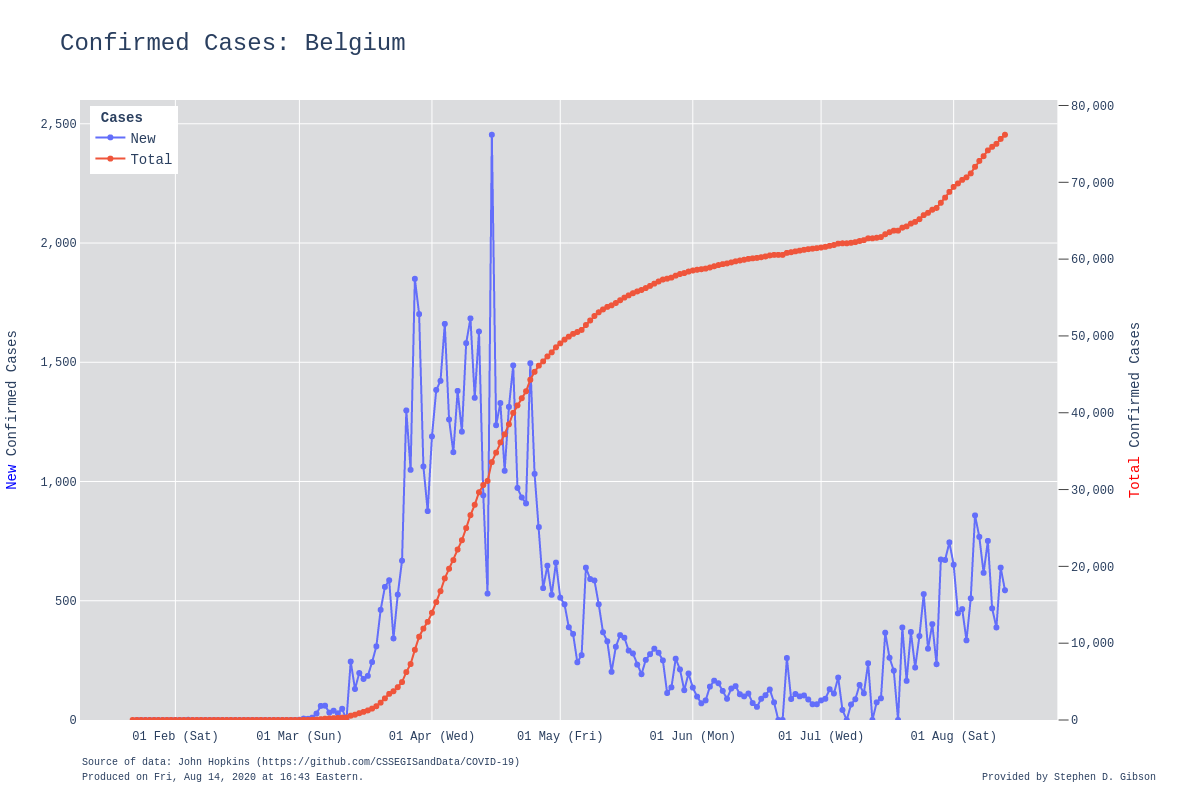 Confirmed Cases: Belgium
Cases
New
Total
2,500
2,000
1,500
1,000
500
0
New Confirmed Cases
80,000
70,000
60,000
50,000
40,000
30,000
20,000
10,000
0
Total Confirmed Cases
01 Feb (Sat)
01 Mar (Sun)
01 Apr (Wed)
01 May (Fri)
01 Jun (Mon)
01 Jul (Wed)
01 Aug (Sat)
Source of data: John Hopkins (https://github.com/CSSEGISandData/COVID-19)
Produced on Fri, Aug 14, 2020 at 16:43 Eastern.
Provided by Stephen D. Gibson